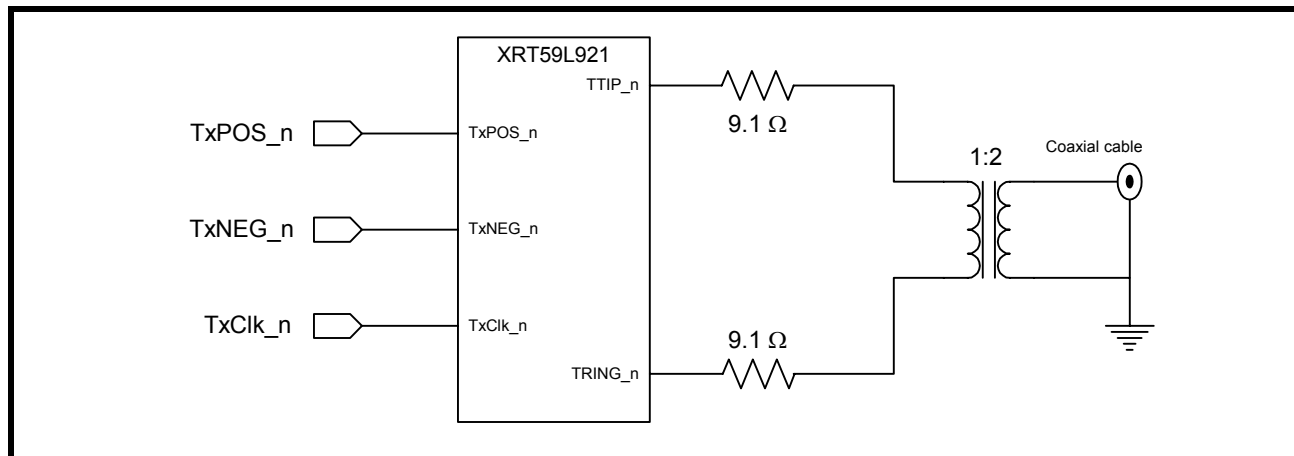 XRT59L921
TTIP_n
9.1 Ω
TxPOS_n
TxPOS_n
1:2
Coaxial cable
TxNEG_n
TxNEG_n
TxClk_n
TxClk_n
9.1 Ω
TRING_n